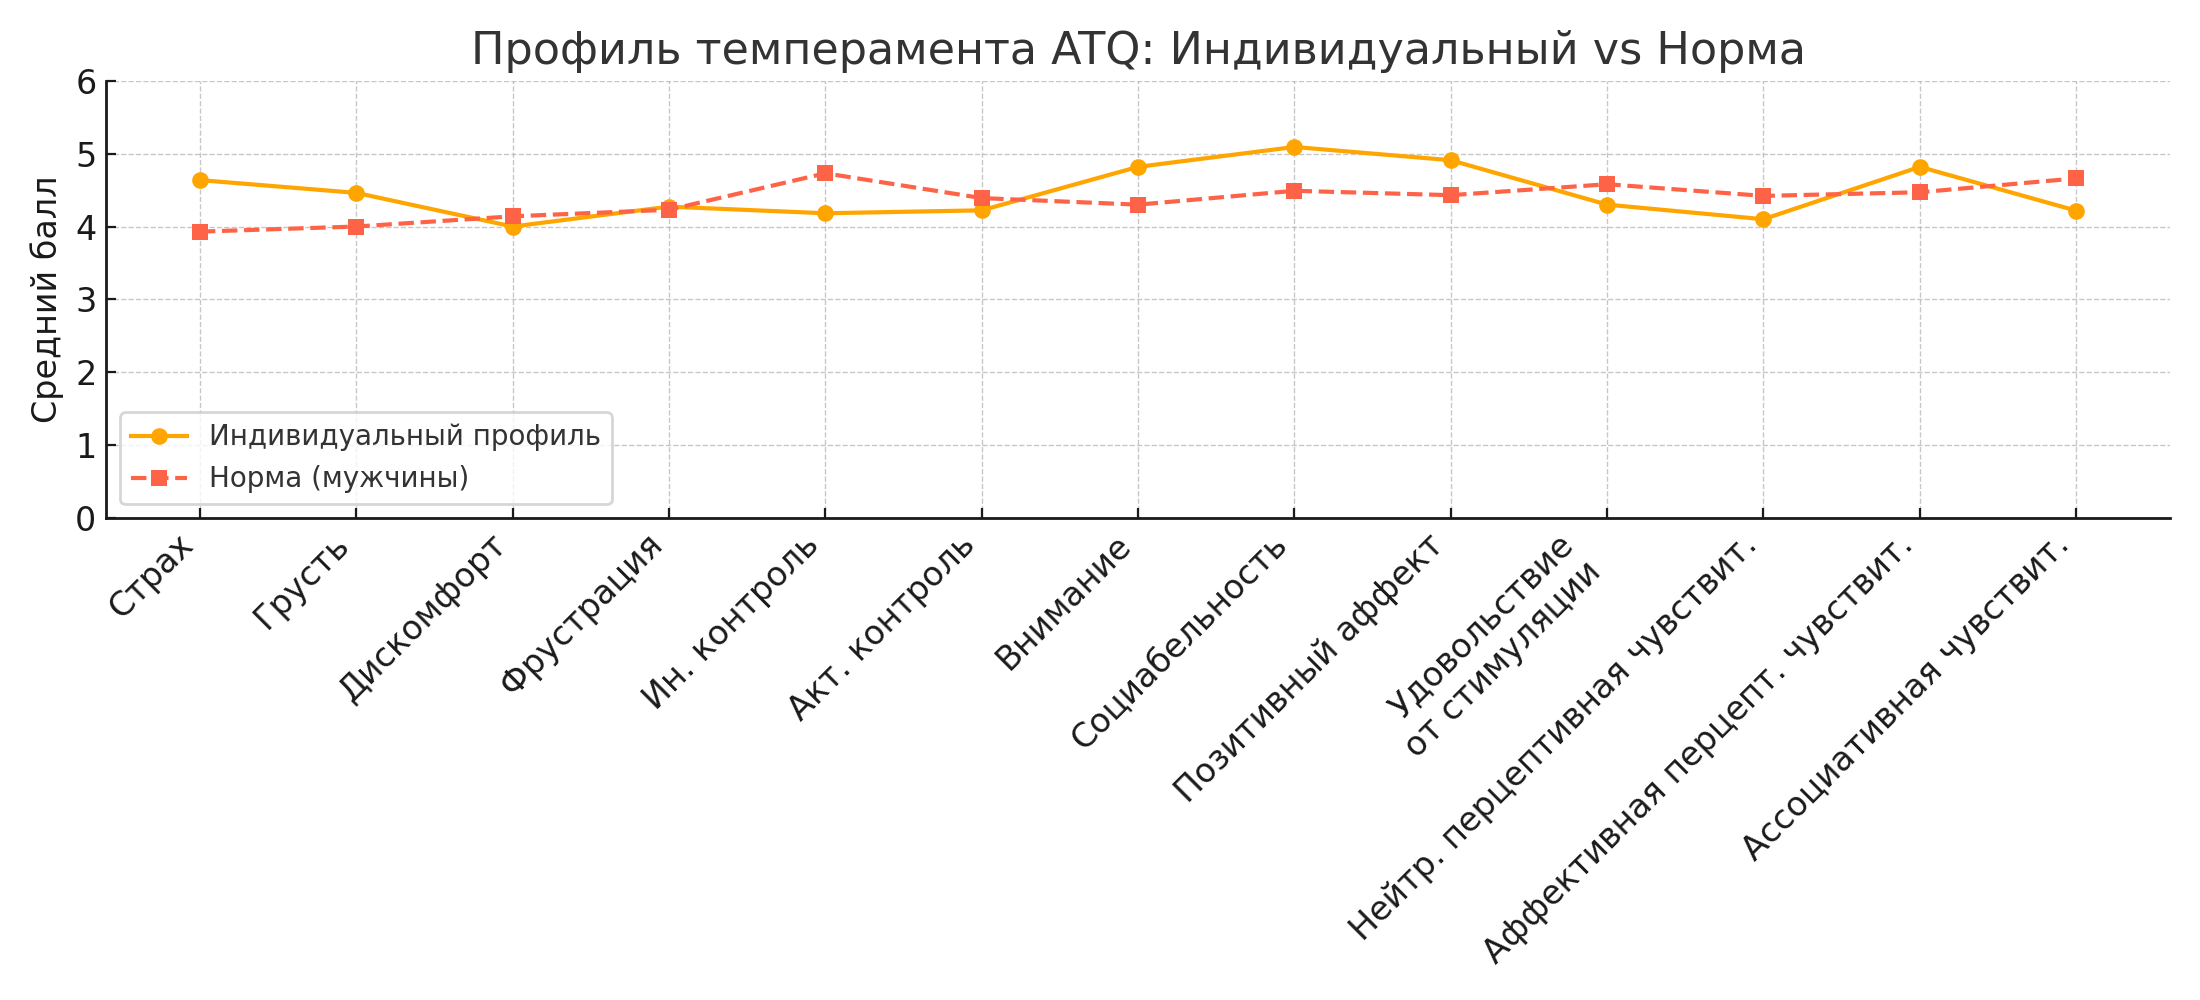 Профиль темперамента ATQ: Индивидуальный vs Норма
Средний балл
6
5
4
3
2
1
0
Индивидуальный профиль
Норма (мужчины)
Страх
Грусть
Дискомфорт
Фрустрация
Ин. контроль
Акт. контроль
Внимание
Социабельность
Позитивный аффект
Удовольствие
от стимуляции
Нейтр. перцептивная чувствит.
Аффективная перцепт. чувствит.
Ассоциативная чувствит.